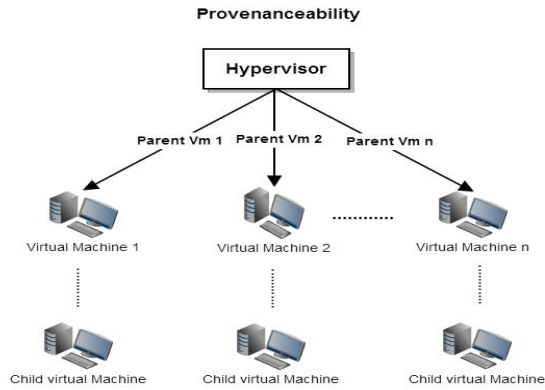 Provenanceability
Hypervisor
Parent Vm 1
Parent Vm 2
Parent Vm n
Virtual Machine 1
Virtual Machine 2
Virtual Machine n
Child virtual Machine
Child virtual Machine
Child virtual Machine